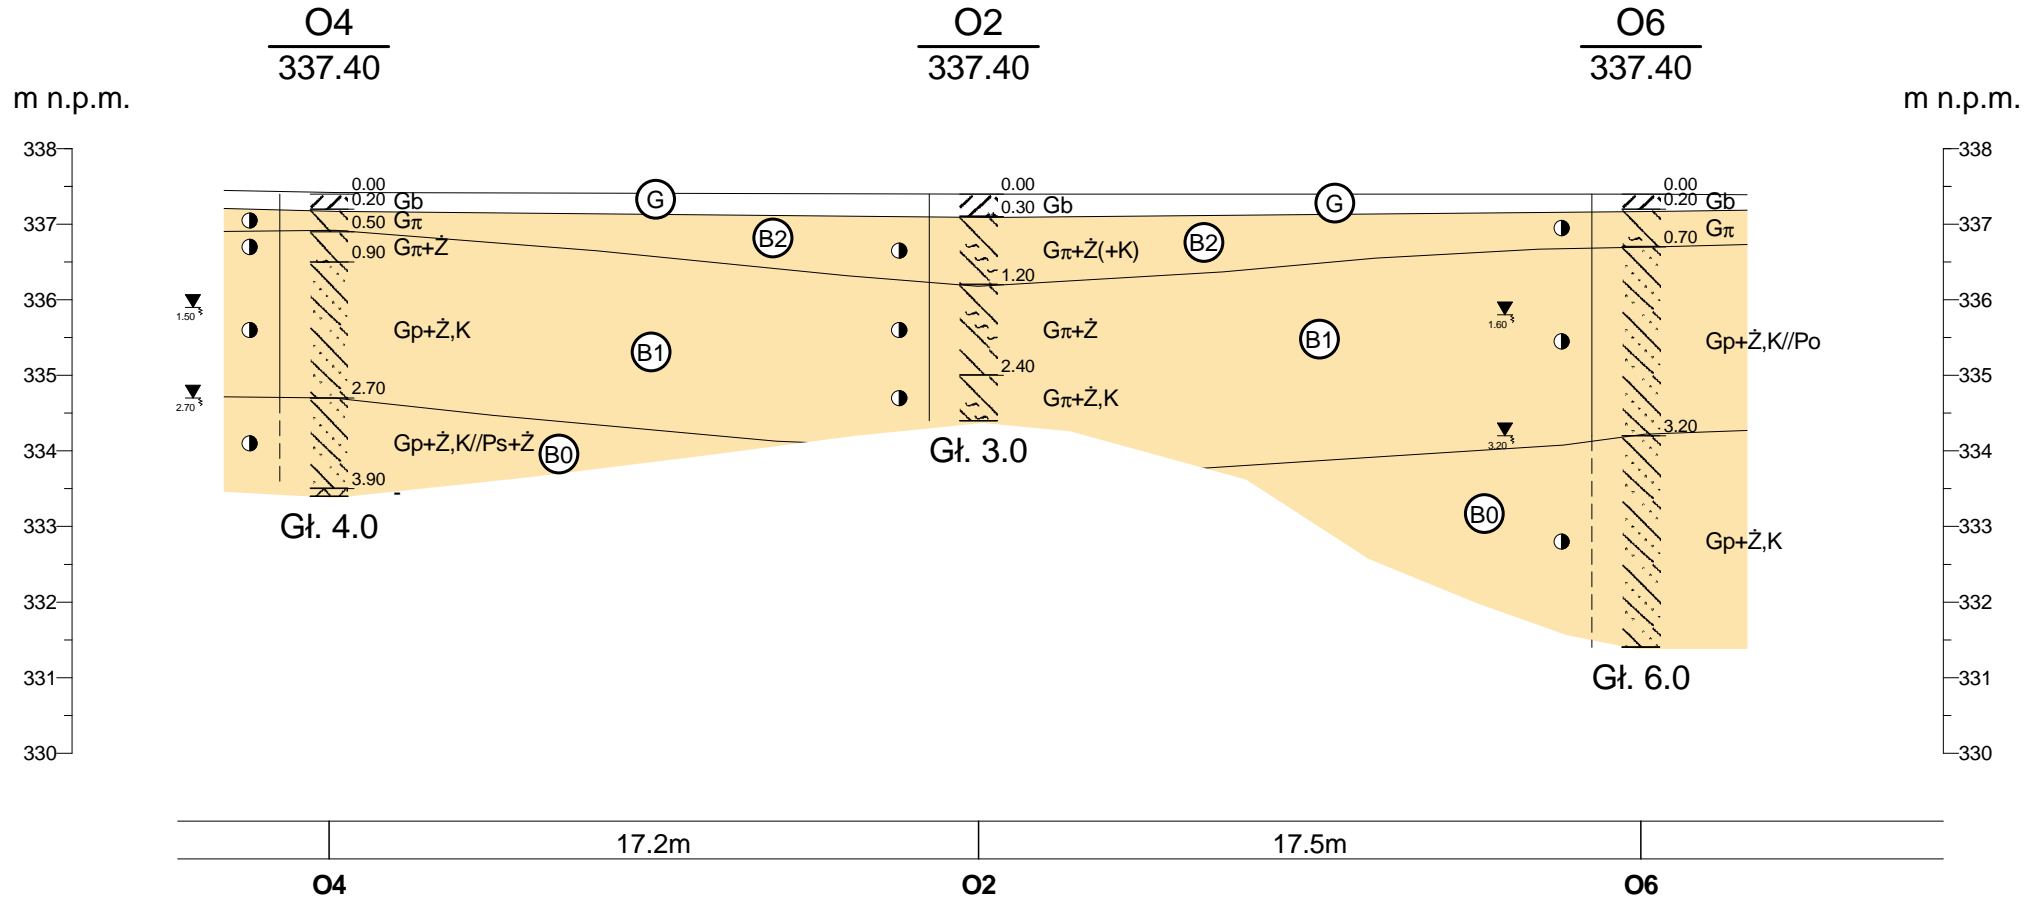 O4 O2 O6
337.40 337.40 337.40
m n.p.m. m n.p.m.
338 338
0.00 0.00 0.00
0.20 Gb G 0.30 Gb G 0.20 Gb
337 0.50 Gπ Gπ 337
B2 B2 0.70
0.90 Gπ+Ż Gπ+Ż(+K)
1.20
336 336
1.50 1.60
Gp+Ż,K B1 Gπ+Ż B1 Gp+Ż,K//Po
335 2.40 335
2.70 2.70 Gπ+Ż,K
3.20 3.20
334 Gp+Ż,K//Ps+Ż B0 Gł. 3.0 334
3.90 -
333 Gł. 4.0 B0 333
Gp+Ż,K
332 332
331 Gł. 6.0 331
330 330
17.2m 17.5m
O4 O2 O6